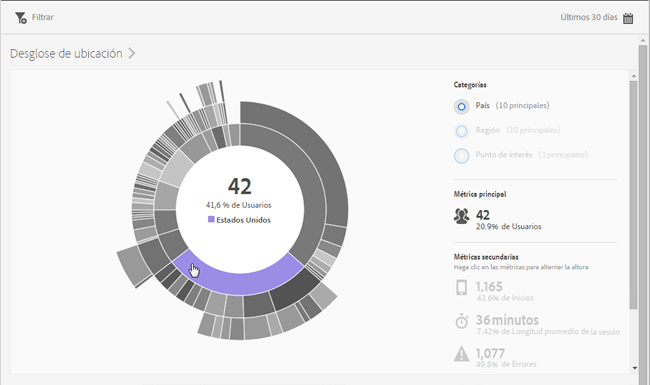 Filtrar
Últimos 30 días
Desglose de ubicación
42
41,6 % de Usuarios
Estados Unidos
Categorías
País (10 principales)
Región (10 principales)
Punto de interés (3 principales)
Métrica principal
42
20.9% de Usuarios
Métricas secundarias
Haga clic en las métricas para alternar la altura
1,165
43.6% de Inicios
36 minutos
7.42% de Longitud promedio de la sesión
1,077
49.8% de Errores